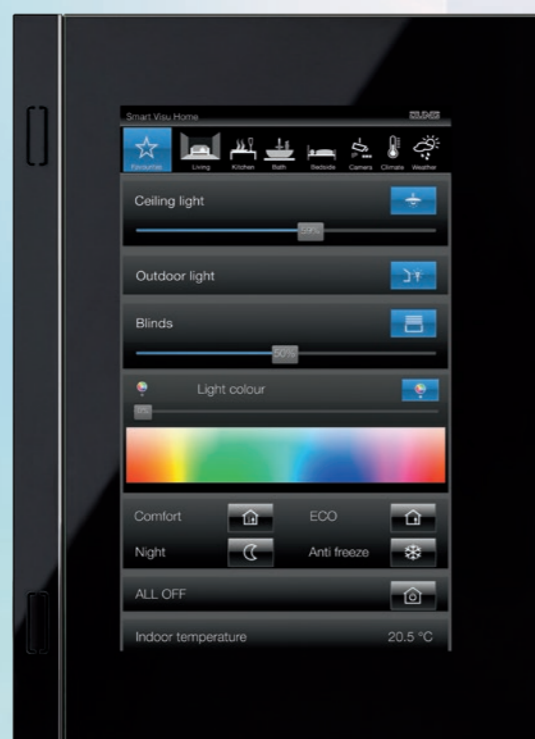 Smart Visu Home
Favourites Living Kitchen Bath Bedside Camera Climate Weather
Ceiling light
59%
Outdoor light
Blinds
50%
Light colour
0%
Comfort ECO
Night Anti freeze
ALL OFF
Indoor temperature 20.5 °C